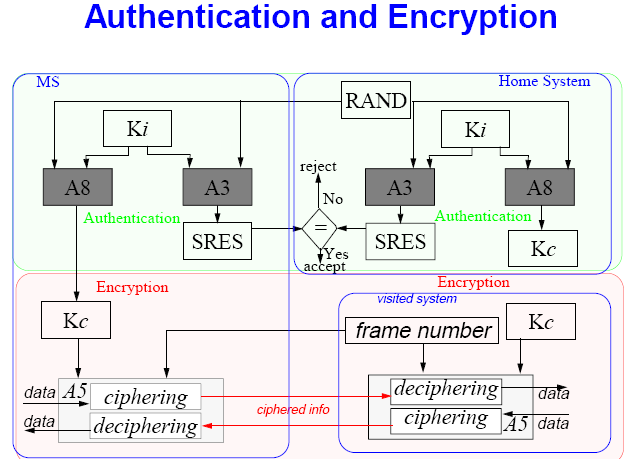 Authentication and Encryption
MS
Home System
RAND
Ki
Ki
A8
A3
A3
A8
reject
No
Authentication
Authentication
SRES
=
SRES
Kc
Yes
accept
Encryption
Encryption
visited system
Kc
frame number
Kc
data
A5
ciphering
deciphering
data
ciphered info
data
deciphering
ciphering
A5
data